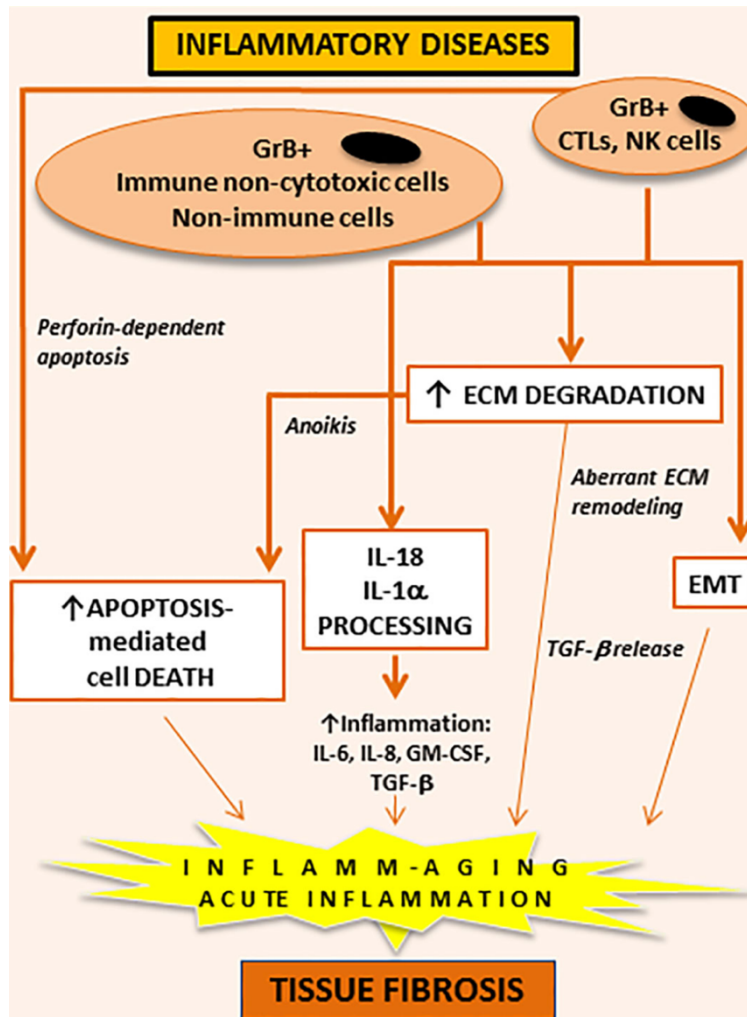 INFLAMMATORY DISEASES
GrB+
CTLs, NK cells
GrB+
Immune non-cytotoxic cells
Non-immune cells
Perforin-dependent
apoptosis
↑ ECM DEGRADATION
Anoikis
Aberrant ECM
remodeling
IL-18
IL-1α
PROCESSING
EMT
↑APOPTOSIS-
mediated
cell DEATH
TGF-β release
↑Inflammation:
IL-6, IL-8, GM-CSF,
TGF-β
INFLAMM-AGING
ACUTE INFLAMMATION
TISSUE FIBROSIS